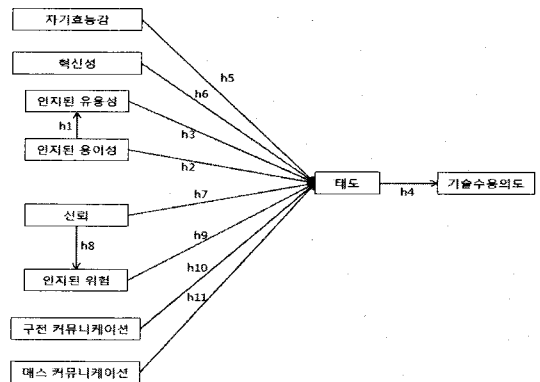 자기효능감
h5
혁신성
h6
인지된 유용성
h1
h3
인지된 용이성
h2
태도
h4
기술수용의도
신뢰
h7
h8
h9
인지된 위험
h10
h11
구전 커뮤니케이션
매스 커뮤니케이션